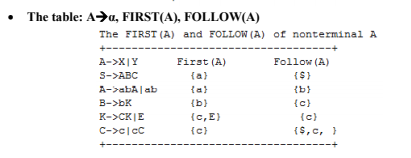 • The table: A→α, FIRST(A), FOLLOW(A)
The FIRST(A) and FOLLOW(A) of nonterminal A
+-----------------------------------------+
A->X|Y First(A) Follow(A)
S->ABC {a} {$}
A->abA|ab {a} {b}
B->bK {b} {c}
K->CK|E {c,E} {c}
C->c|cC {c} {$,c, }
+-----------------------------------------+